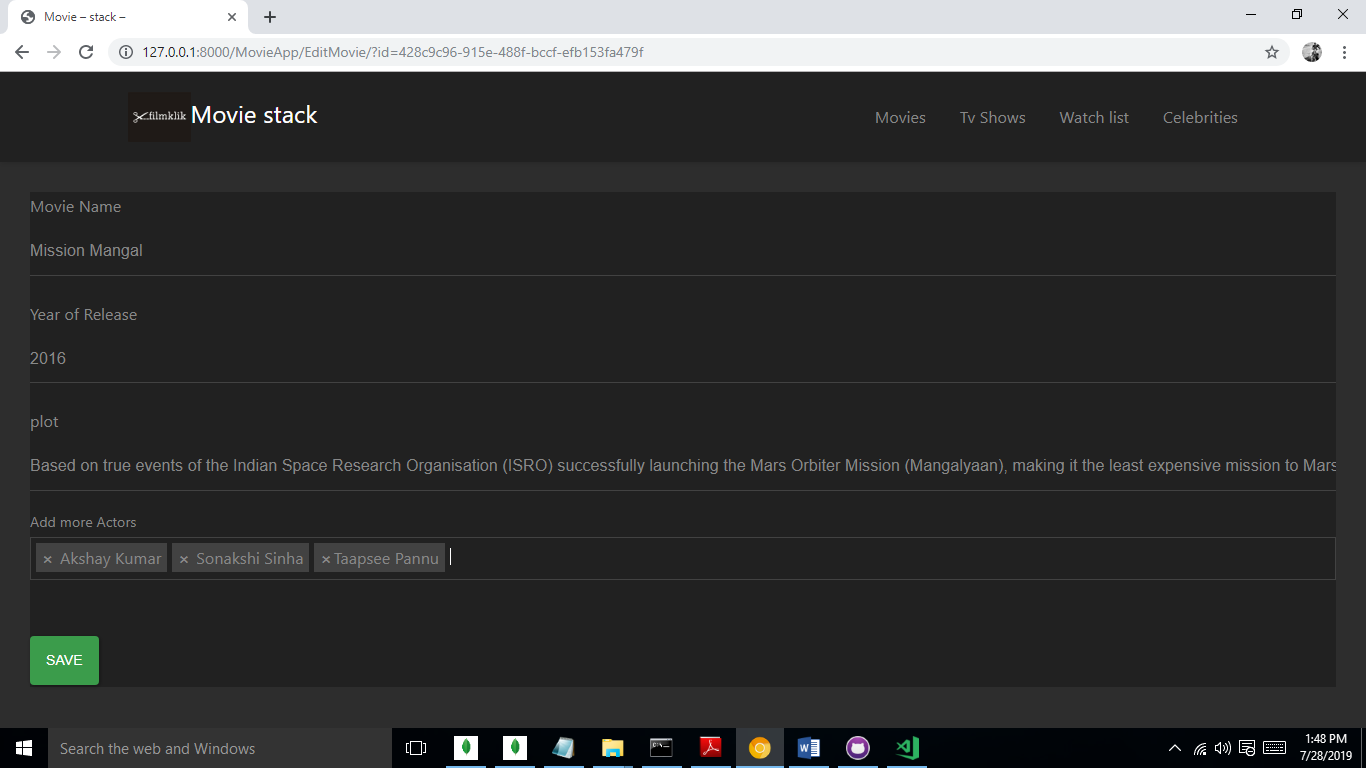 Movie – stack –
127.0.0.1:8000/MovieApp/EditMovie/?id=428c9c96-915e-488f-bccf-efb153fa479f
filmklik Movie stack
Movies Tv Shows Watch list Celebrities
Movie Name
Mission Mangal
Year of Release
2016
plot
Based on true events of the Indian Space Research Organisation (ISRO) successfully launching the Mars Orbiter Mission (Mangalyaan), making it the least expensive mission to Mars
Add more Actors
× Akshay Kumar × Sonakshi Sinha × Taapsee Pannu
SAVE
Search the web and Windows
1:48 PM
7/28/2019